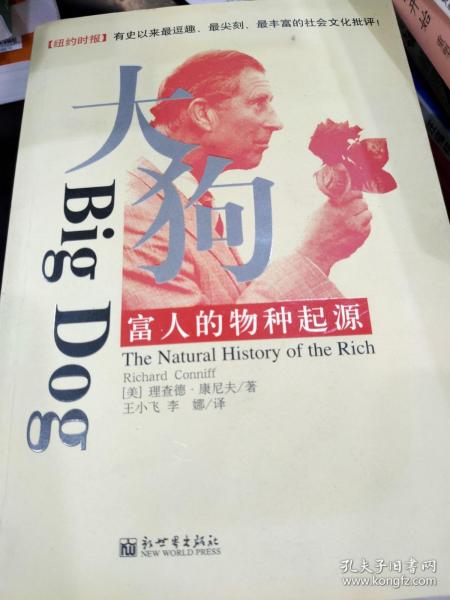 【纽约时报】有史以来最逗趣、最尖刻、最丰富的社会文化批评!
大狗
Big Dog
富人的物种起源
The Natural History of the Rich
Richard Conniff
[美] 理查德·康尼夫/著
王小飞 李 娜/译
新世界出版社
NEW WORLD PRESS
开始
孔夫子旧书网
www.kongfz.com